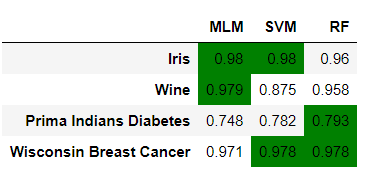 MLM SVM RF
Iris 0.98 0.98 0.96
Wine 0.979 0.875 0.958
Prima Indians Diabetes 0.748 0.782 0.793
Wisconsin Breast Cancer 0.971 0.978 0.978